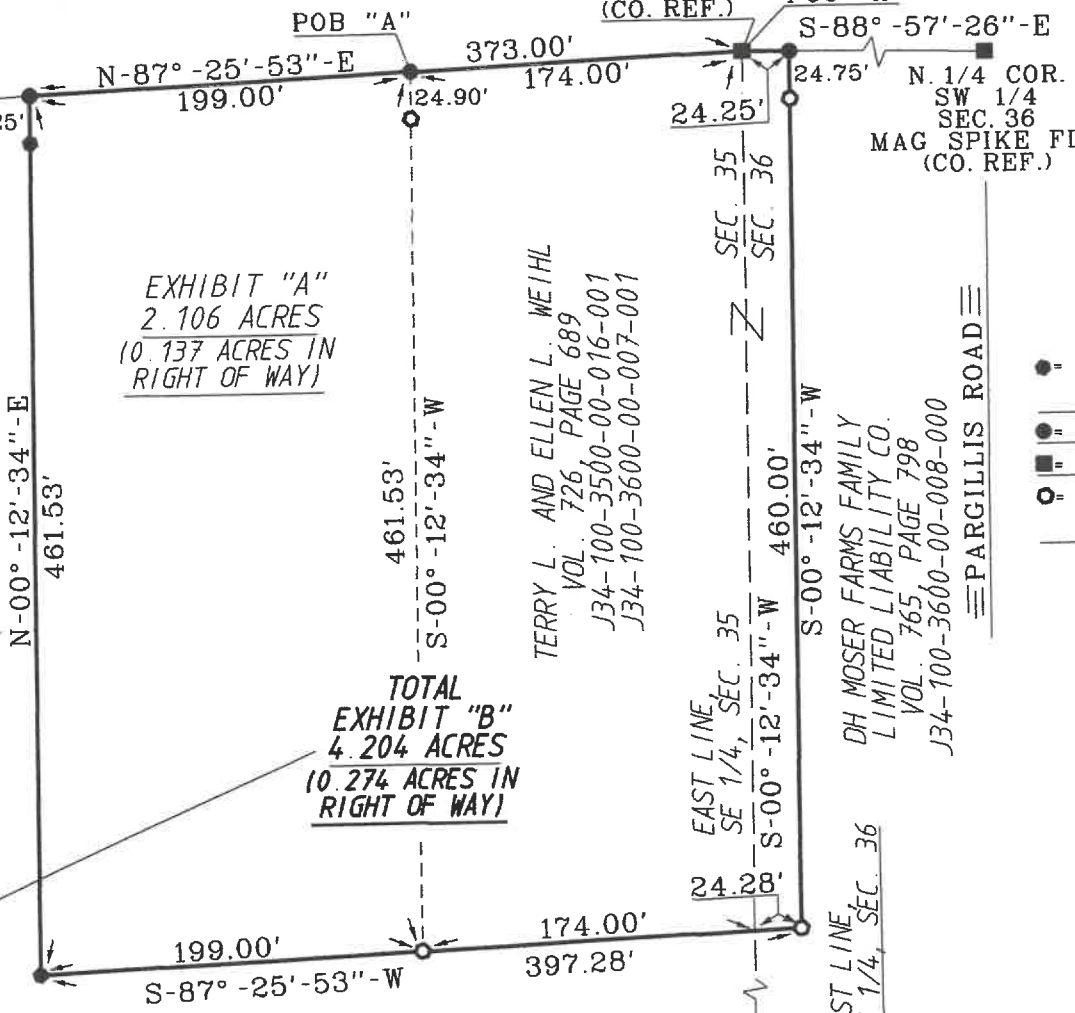 POB "A"
(CO. REF.)
S-88°-57'-26"-E
N-87°-25'-53"-E
373.00'
199.00'
174.00'
24.90'
24.25'
24.75'
N. 1/4 COR.
SW 1/4
SEC. 36
MAG SPIKE
(CO. REF.)
25'
SEC. 35
SEC. 36
EXHIBIT "A"
2.106 ACRES
(0.137 ACRES IN
RIGHT OF WAY)
N-00°-12'-34"-E
461.53'
461.53'
S-00°-12'-34"-W
TERRY L. AND ELLEN L. WEIHL
VOL. 726, PAGE 689
J34-100-3500-00-016-001
J34-100-3600-00-007-001
460.00'
S-00°-12'-34"-W
DH MOSER FARMS FAMILY
LIMITED LIABILITY CO.
VOL. 765, PAGE 798
J34-100-3600-00-008-000
PARGILLIS ROAD
=
=
=
=
TOTAL
EXHIBIT "B"
4.204 ACRES
(0.274 ACRES IN
RIGHT OF WAY)
EAST LINE,
SE 1/4, SEC. 35
S-00°-12'-34"-W
24.28'
199.00'
174.00'
S-87°-25'-53"-W
397.28'
ST LINE,
1/4, SEC. 36